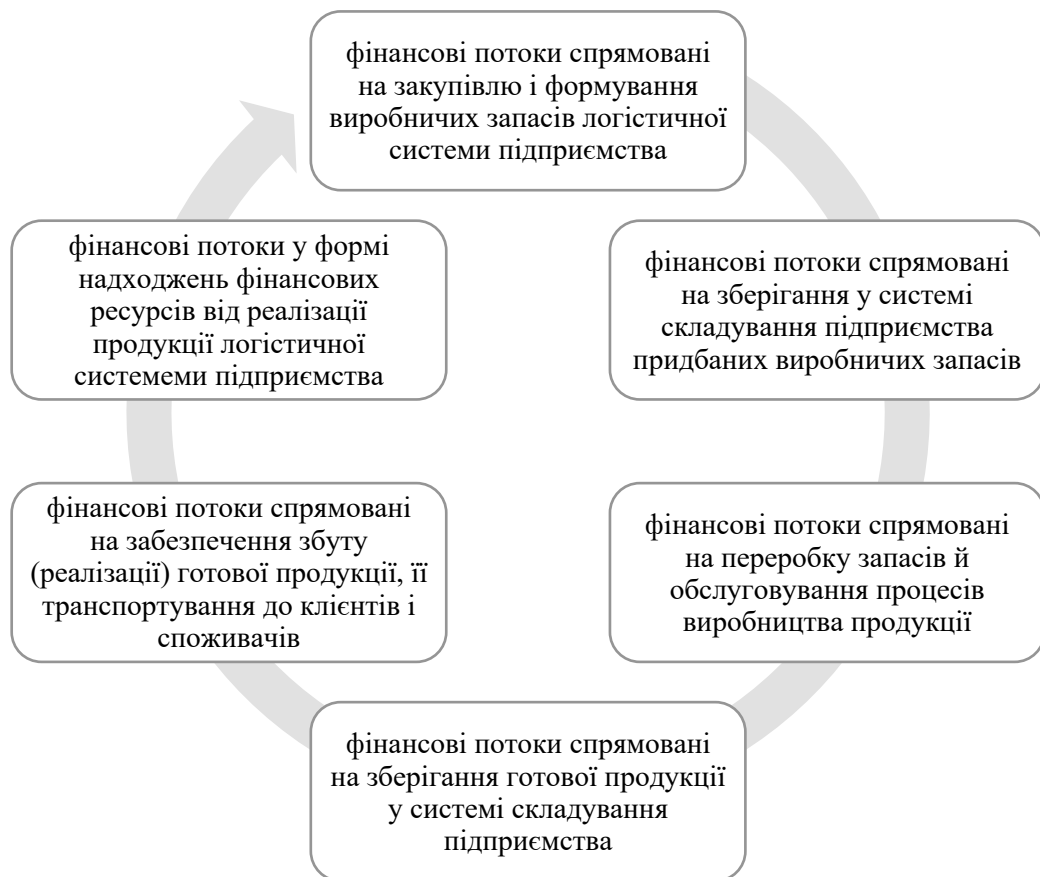 фінансові потоки спрямовані
на закупівлю і формування
виробничих запасів логістичної
системи підприємства
фінансові потоки спрямовані
на зберігання у системі
складування підприємства
придбаних виробничих запасів
фінансові потоки спрямовані
на переробку запасів й
обслуговування процесів
виробництва продукції
фінансові потоки спрямовані
на зберігання готової продукції
у системі складування
підприємства
фінансові потоки спрямовані
на забезпечення збуту
(реалізації) готової продукції, її
транспортування до клієнтів і
споживачів
фінансові потоки у формі
надходжень фінансових
ресурсів від реалізації
продукції логістичної
системеми підприємства